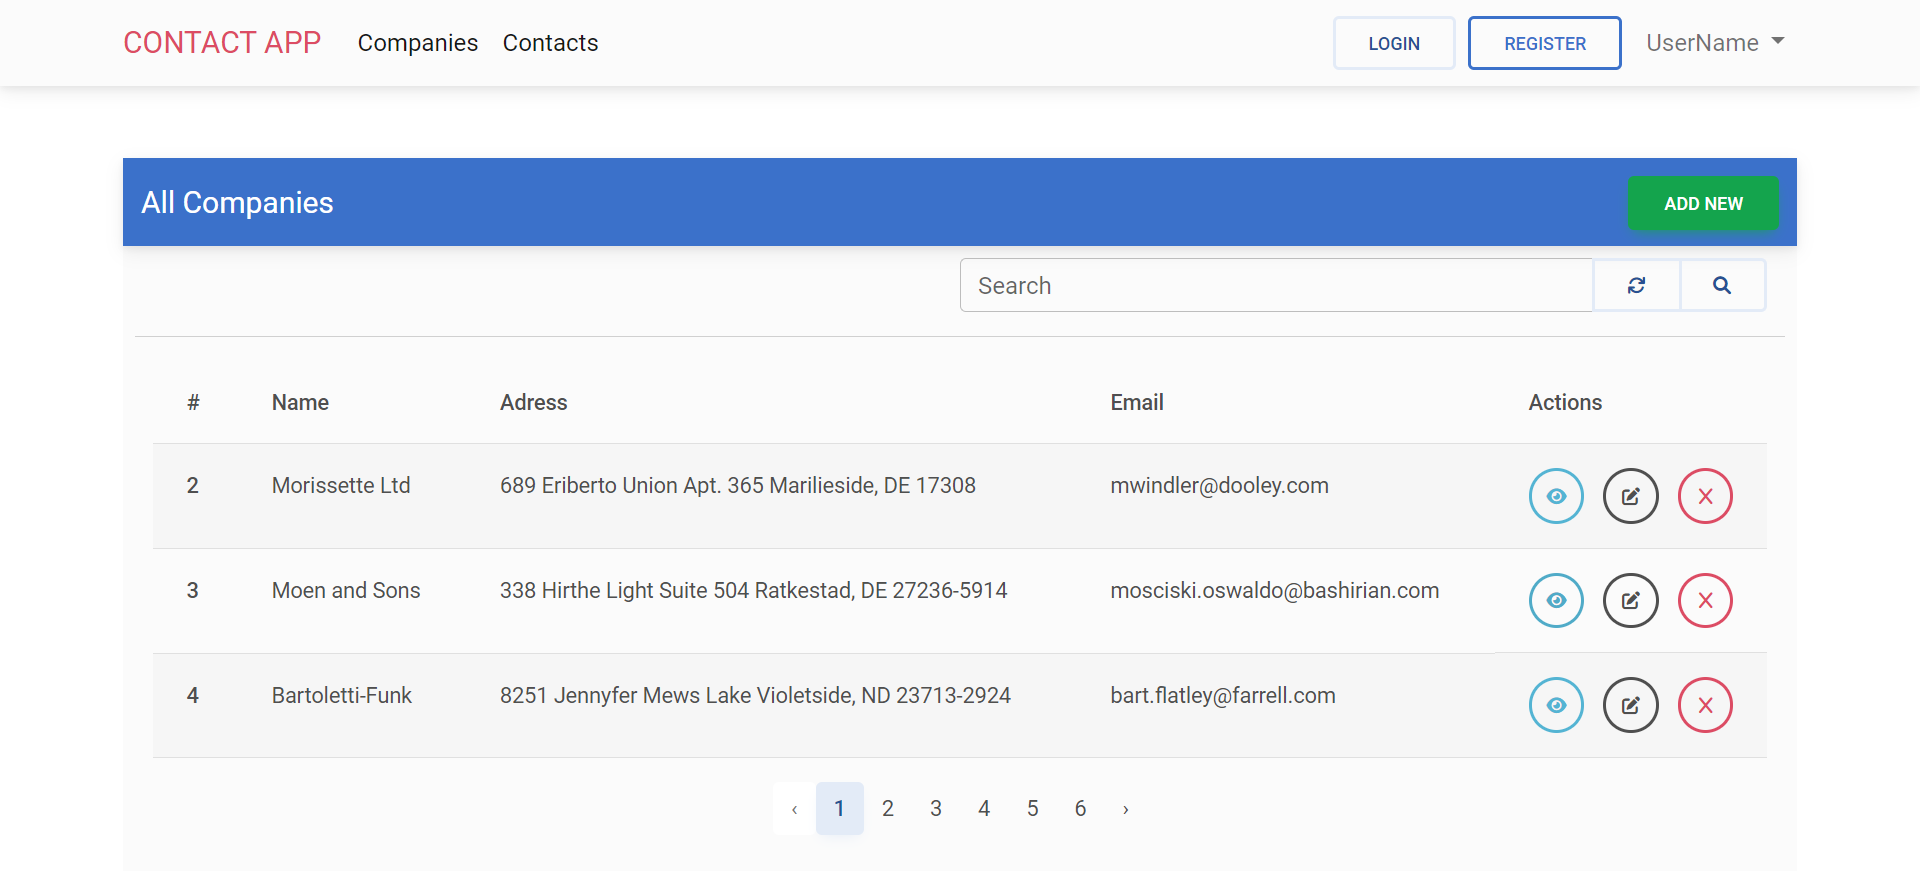 CONTACT APP Companies Contacts LOGIN REGISTER UserName
All Companies ADD NEW
Search
# Name Adress Email Actions
2 Morissette Ltd 689 Eriberto Union Apt. 365 Marilieside, DE 17308 mwindler@dooley.com
3 Moen and Sons 338 Hirthe Light Suite 504 Ratkestad, DE 27236-5914 mosciski.oswaldo@bashirian.com
4 Bartoletti-Funk 8251 Jennyfer Mews Lake Violetside, ND 23713-2924 bart.flatley@farrell.com
‹ 1 2 3 4 5 6 ›